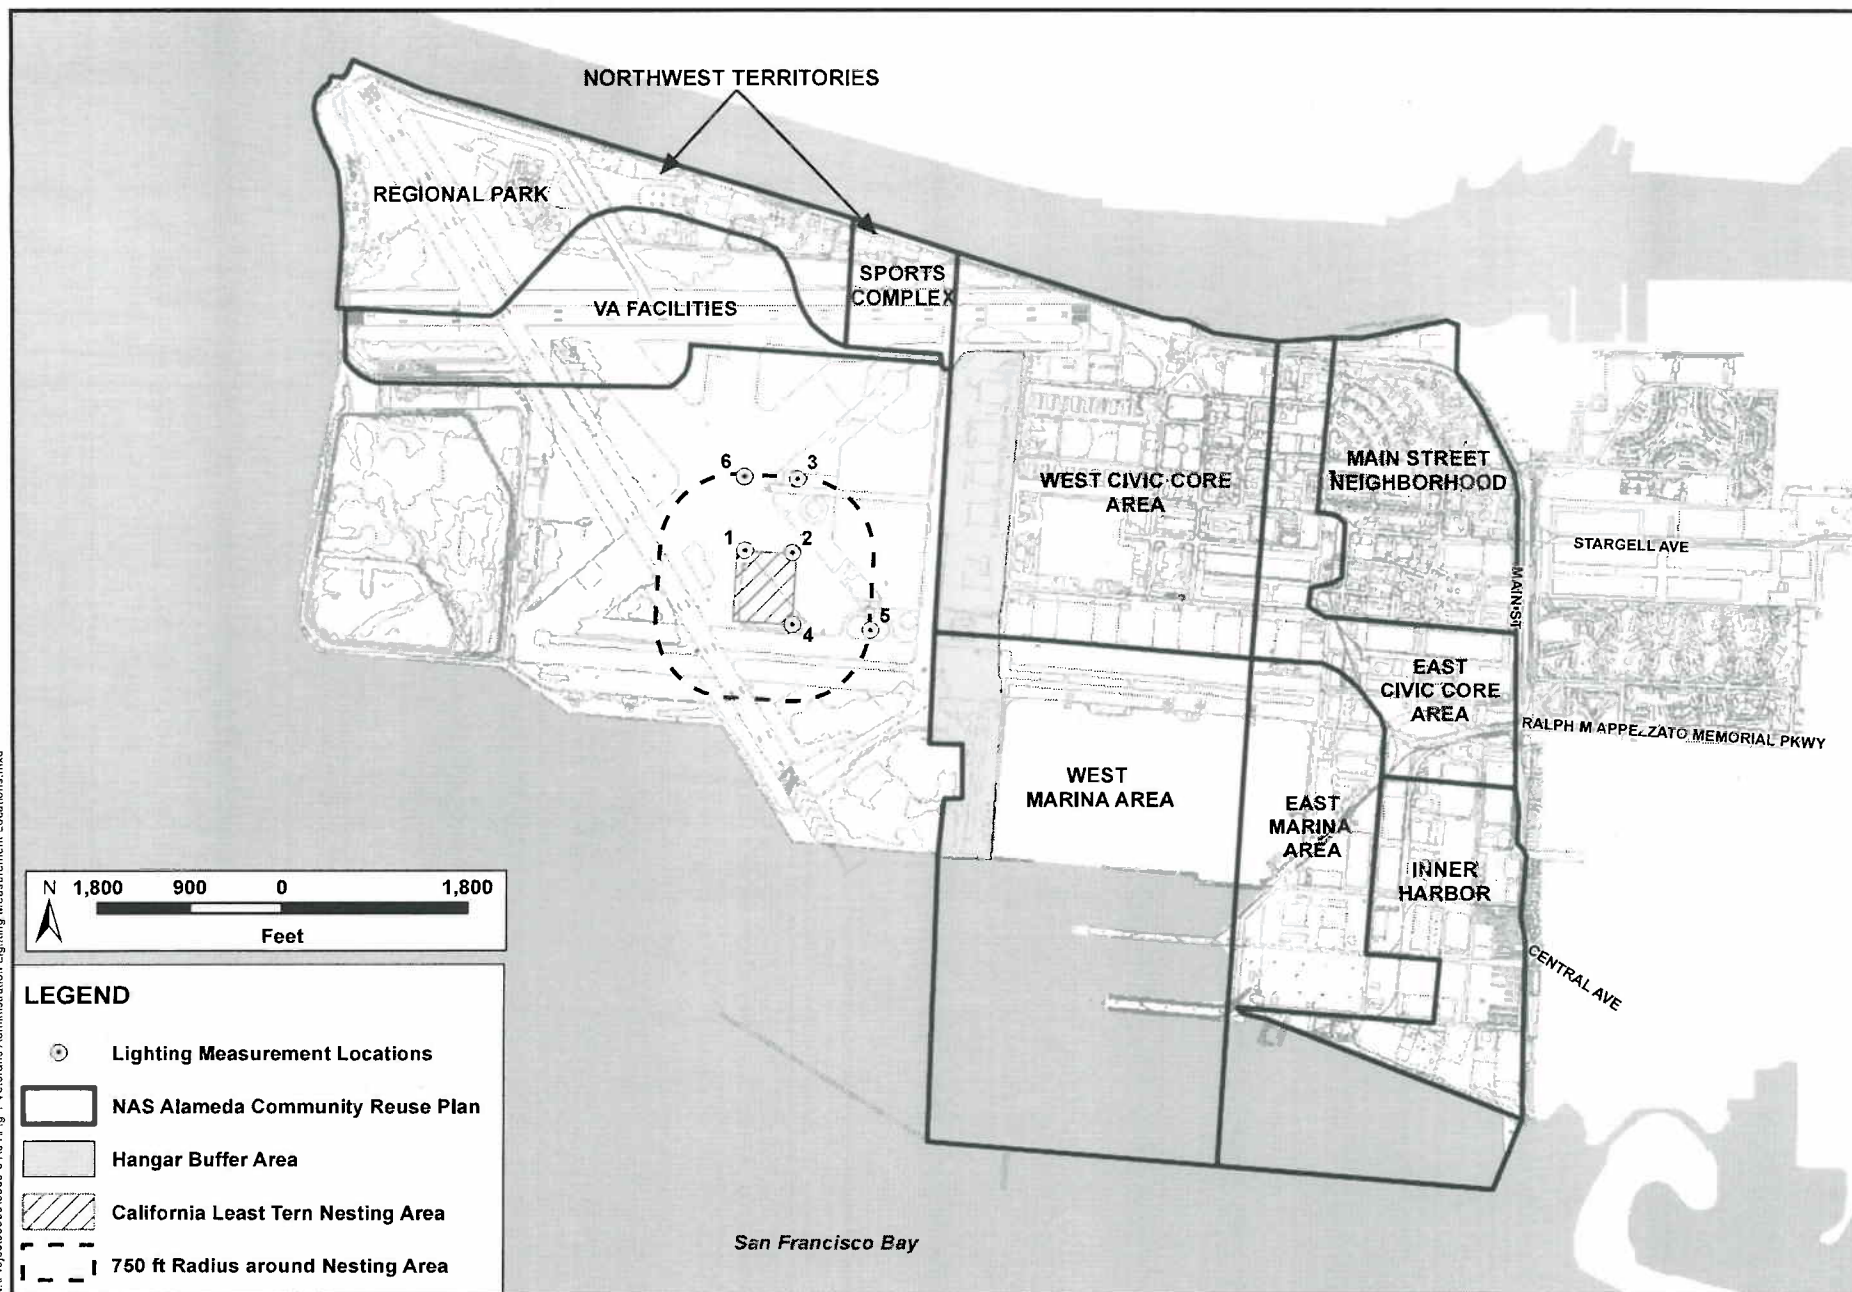 NORTHWEST TERRITORIES
REGIONAL PARK
SPORTS
COMPLEX
VA FACILITIES
6
3
1
2
4
5
WEST CIVIC CORE
AREA
MAIN STREET
NEIGHBORHOOD
STARGELL AVE
MAIN ST
EAST
CIVIC CORE
AREA
RALPH M APPEZZATO MEMORIAL PKWY
WEST
MARINA AREA
EAST
MARINA
AREA
INNER
HARBOR
CENTRAL AVE
N 1,800 900 0 1,800
Feet
LEGEND
Lighting Measurement Locations
NAS Alameda Community Reuse Plan
Hangar Buffer Area
California Least Tern Nesting Area
750 ft Radius around Nesting Area
San Francisco Bay